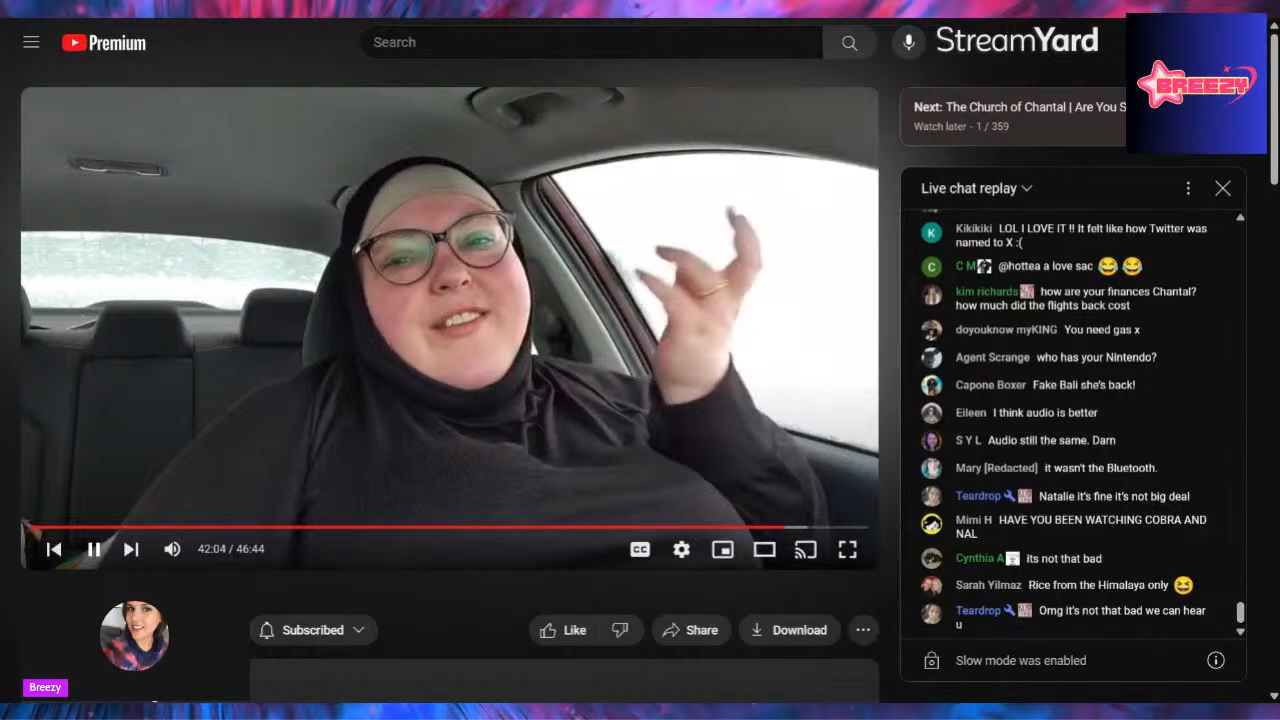 Premium
Search
StreamYard
BREEZY
Next: The Church of Chantal | Are You S
Watch later - 1 / 359
Live chat replay
Kikikiki LOL I LOVE IT !! It felt like how Twitter was
named to X :(
C M @hottea a love sac 😂 😂
kim richards how are your finances Chantal?
how much did the flights back cost
doyouknow myKING You need gas x
Agent Scrange who has your Nintendo?
Capone Boxer Fake Bali she's back!
Eileen I think audio is better
S Y L Audio still the same. Darn
Mary [Redacted] it wasn't the Bluetooth.
Teardrop Natalie it's fine it's not big deal
Mimi H HAVE YOU BEEN WATCHING COBRA AND
NAL
Cynthia A its not that bad
Sarah Yilmaz Rice from the Himalaya only 😆
Teardrop Omg it's not that bad we can hear
u
Slow mode was enabled
42:04 / 46:44
CC
Subscribed
Like
Share
Download
Breezy